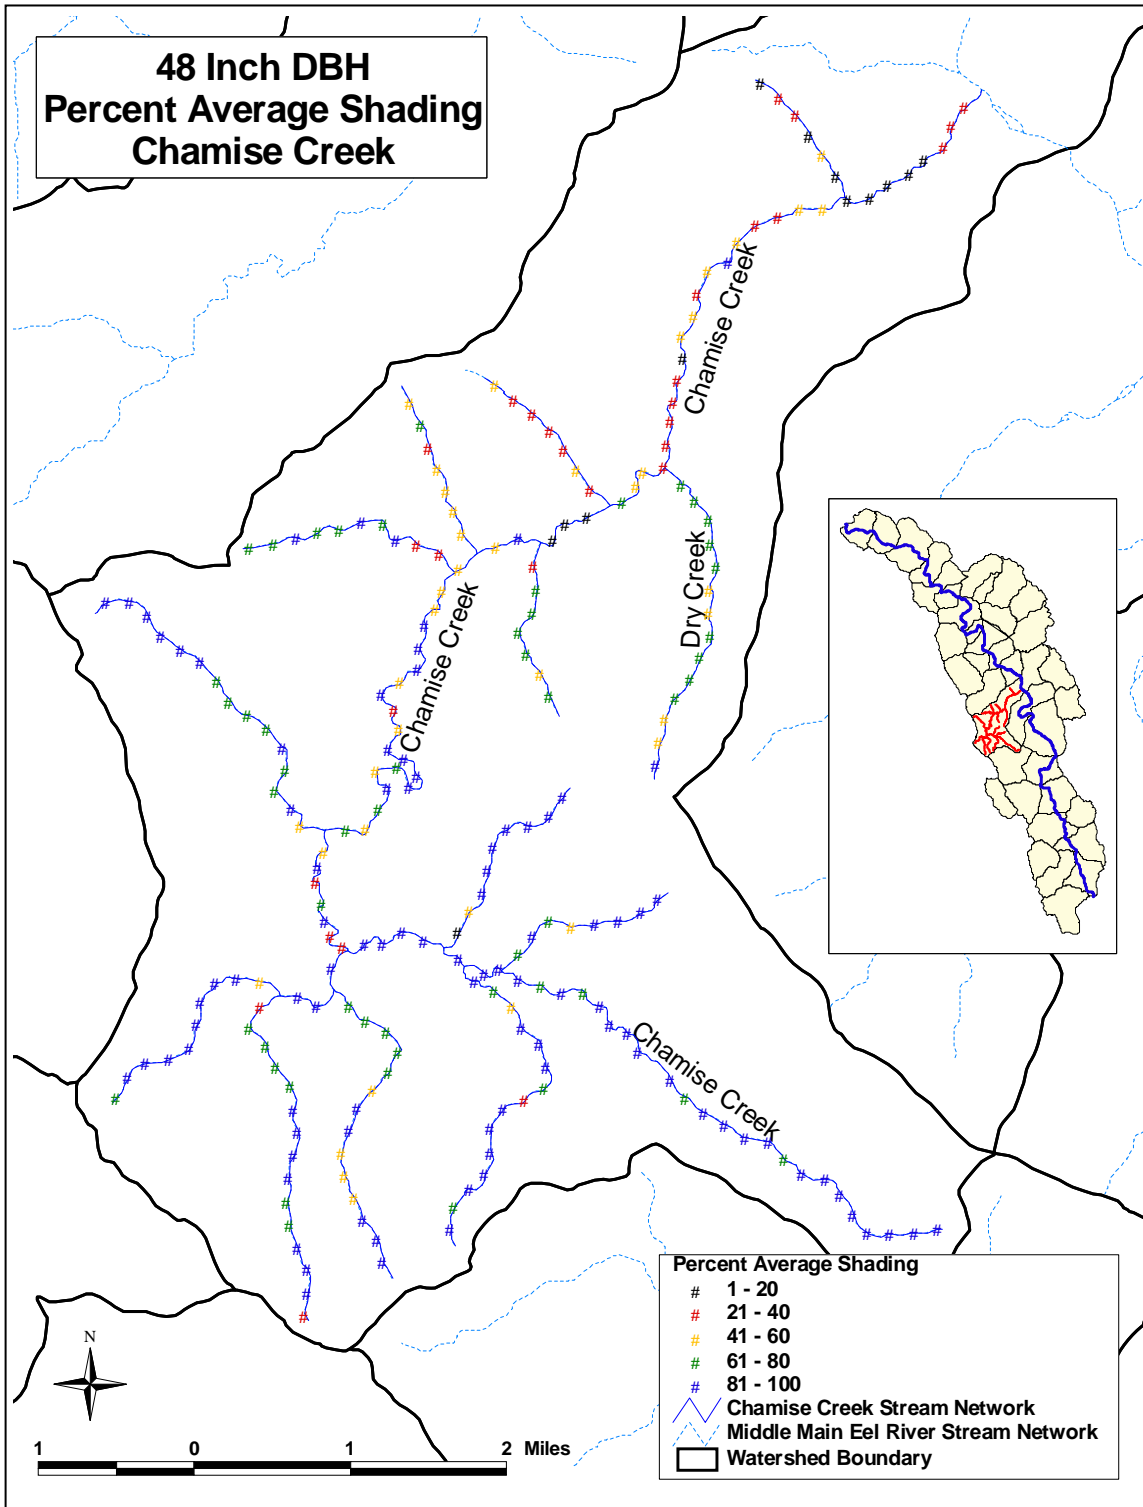 48 Inch DBH
Percent Average Shading
Chamise Creek
Chamise Creek
Dry Creek
Chamise Creek
Chamise Creek
Percent Average Shading
# 1 - 20
# 21 - 40
# 41 - 60
# 61 - 80
# 81 - 100
Chamise Creek Stream Network
Middle Main Eel River Stream Network
Watershed Boundary
N
1 0 1 2 Miles